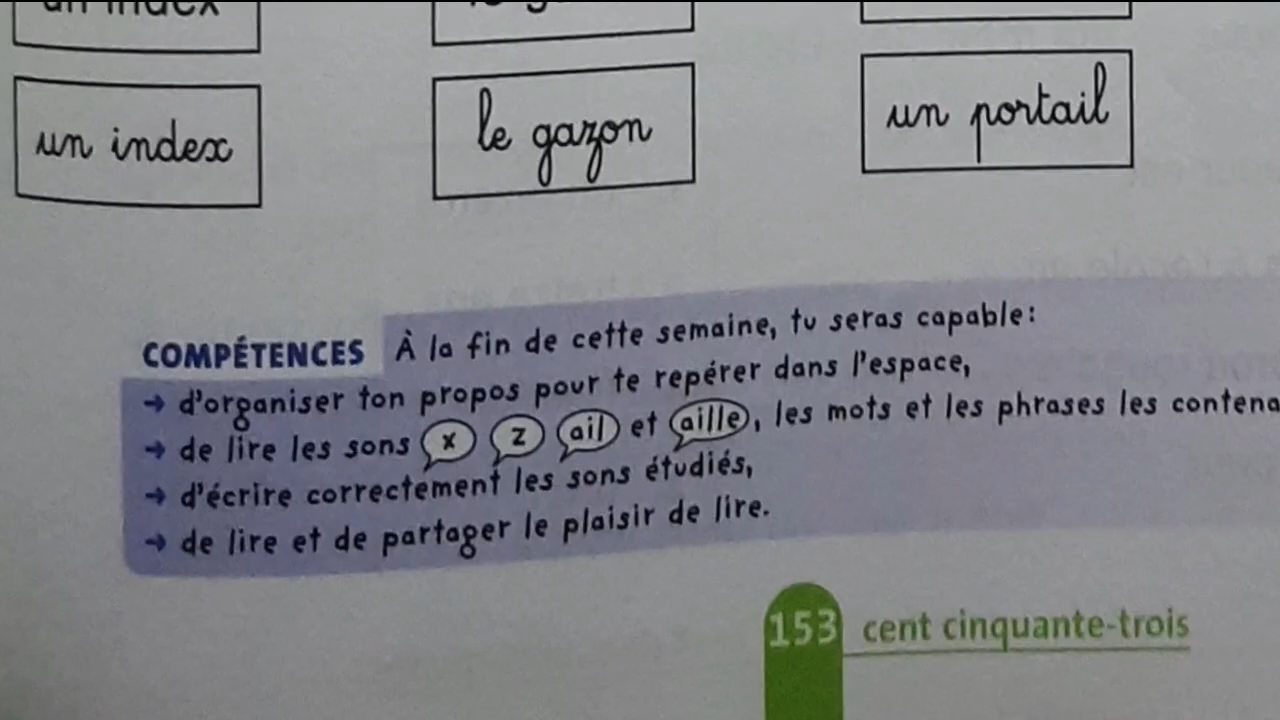 un index
un index
le gazon
un portail
COMPÉTENCES À la fin de cette semaine, tu seras capable:
→ d'organiser ton propos pour te repérer dans l'espace,
→ de lire les sons x z ail et aille, les mots et les phrases les contena
→ d'écrire correctement les sons étudiés,
→ de lire et de partager le plaisir de lire.
153 cent cinquante-trois